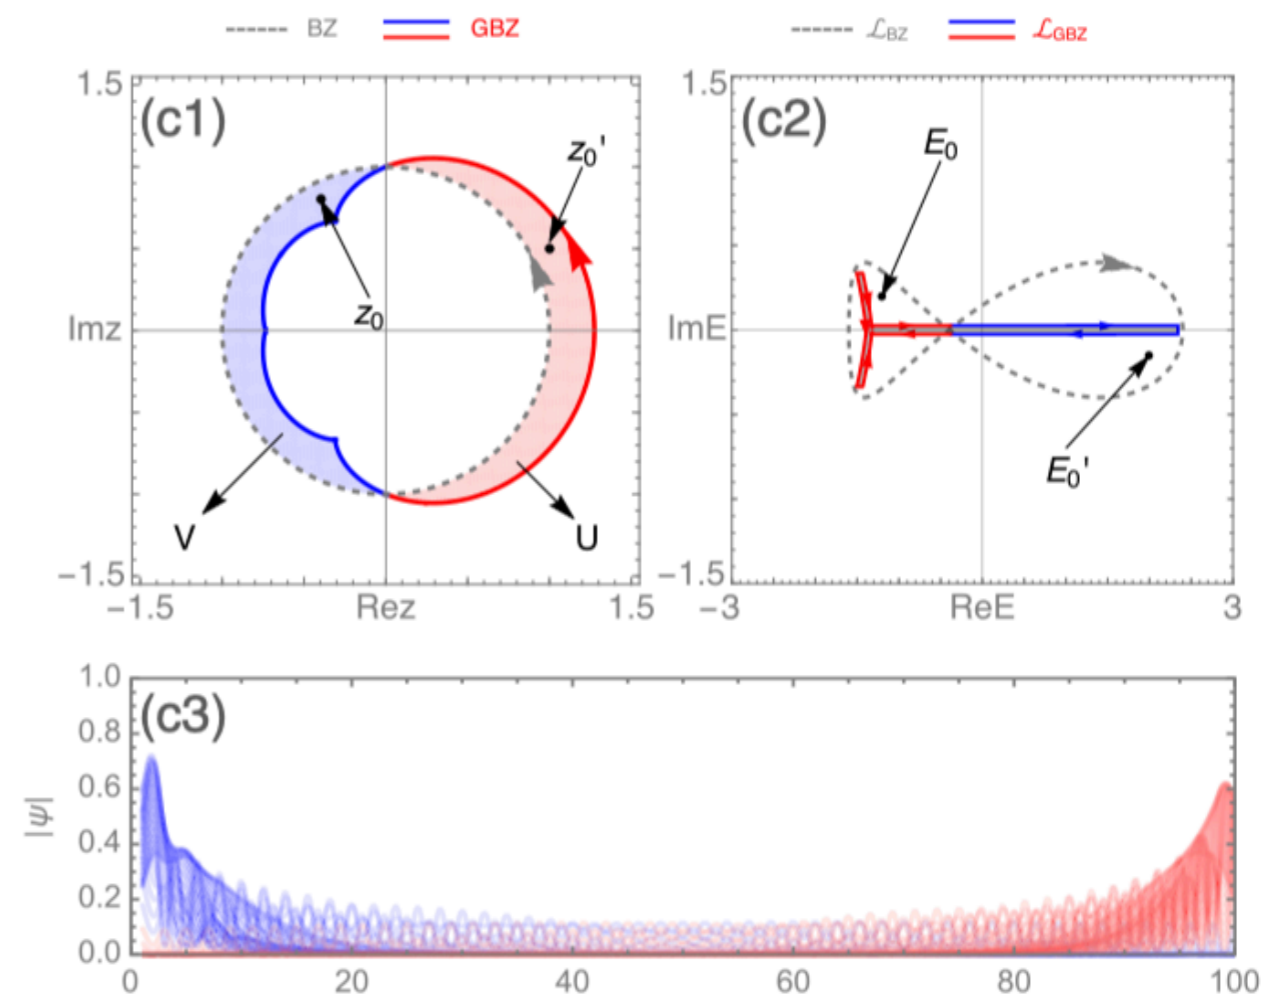 BZ GBZ ℒBZ ℒGBZ
(c1)
1.5
z₀'
z₀
Imz
V
U
−1.5
−1.5 Rez 1.5
(c2)
1.5
E₀
ImE
E₀'
−1.5
−3 ReE 3
(c3)
1.0
0.8
0.6
|ψ|
0.4
0.2
0.0
0 20 40 60 80 100